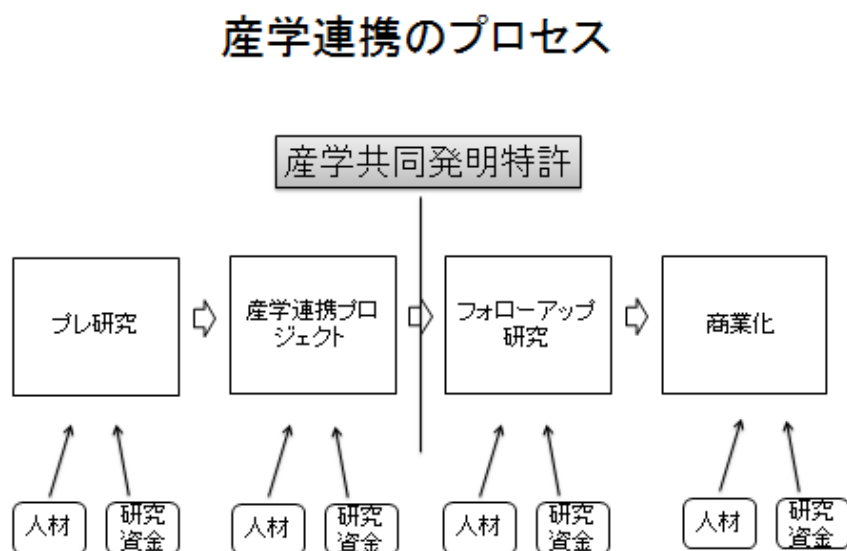 産学連携のプロセス
産学共同発明特許
プレ研究
産学連携プロ
ジェクト
フォローアップ
研究
商業化
人材
研究
資金
人材
研究
資金
人材
研究
資金
人材
研究
資金